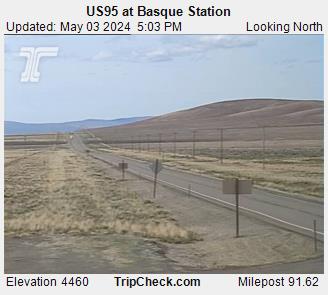 US95 at Basque Station
Updated: May 03 2024 5:03 PM Looking North
Elevation 4460 TripCheck.com Milepost 91.62